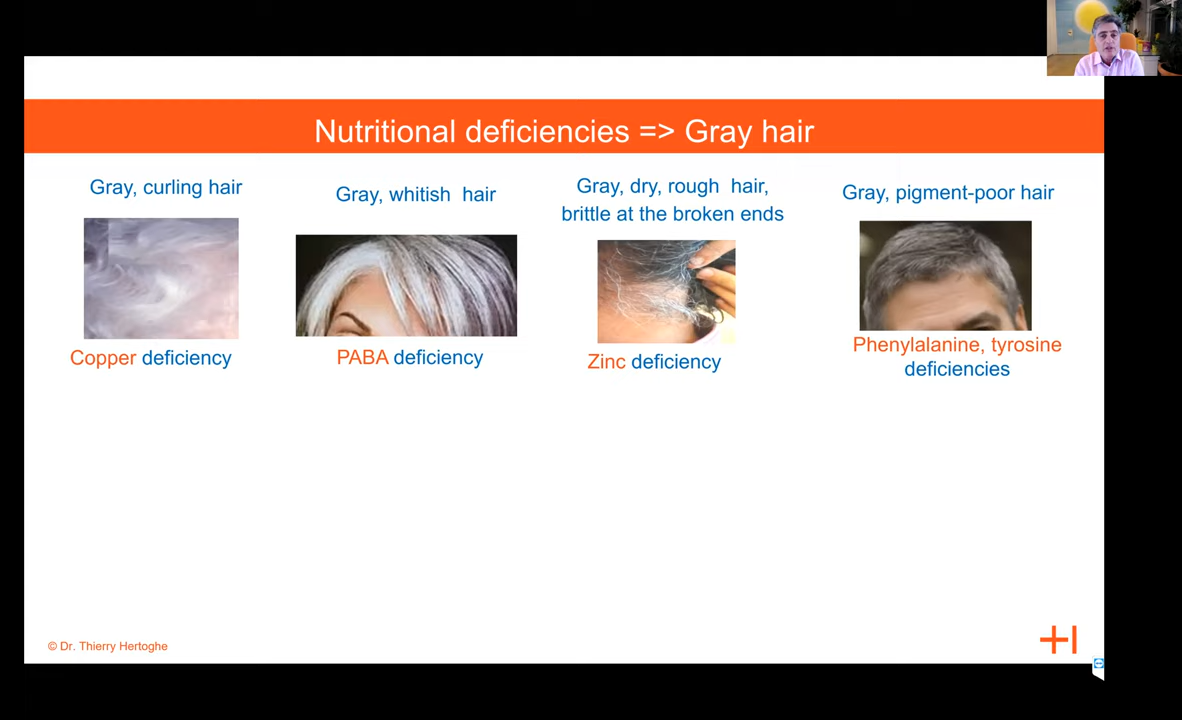 Nutritional deficiencies => Gray hair
Gray, curling hair
Gray, whitish hair
Gray, dry, rough hair,
brittle at the broken ends
Gray, pigment-poor hair
Copper deficiency
PABA deficiency
Zinc deficiency
Phenylalanine, tyrosine
deficiencies
© Dr. Thierry Hertoghe